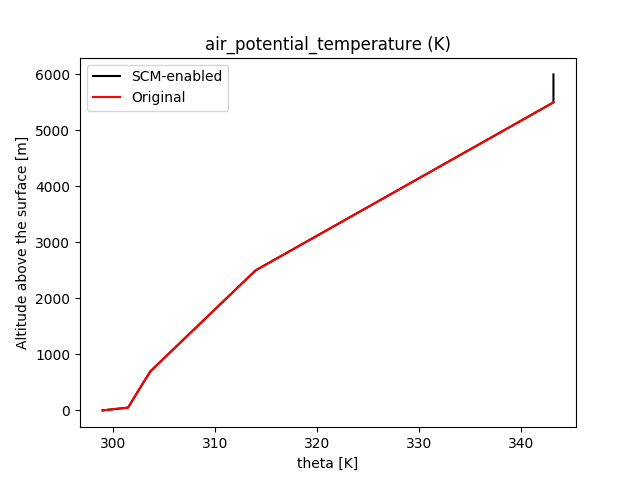 air_potential_temperature (K)
SCM-enabled
Original
Altitude above the surface [m]
6000
5000
4000
3000
2000
1000
0
300
310
320
330
340
theta [K]